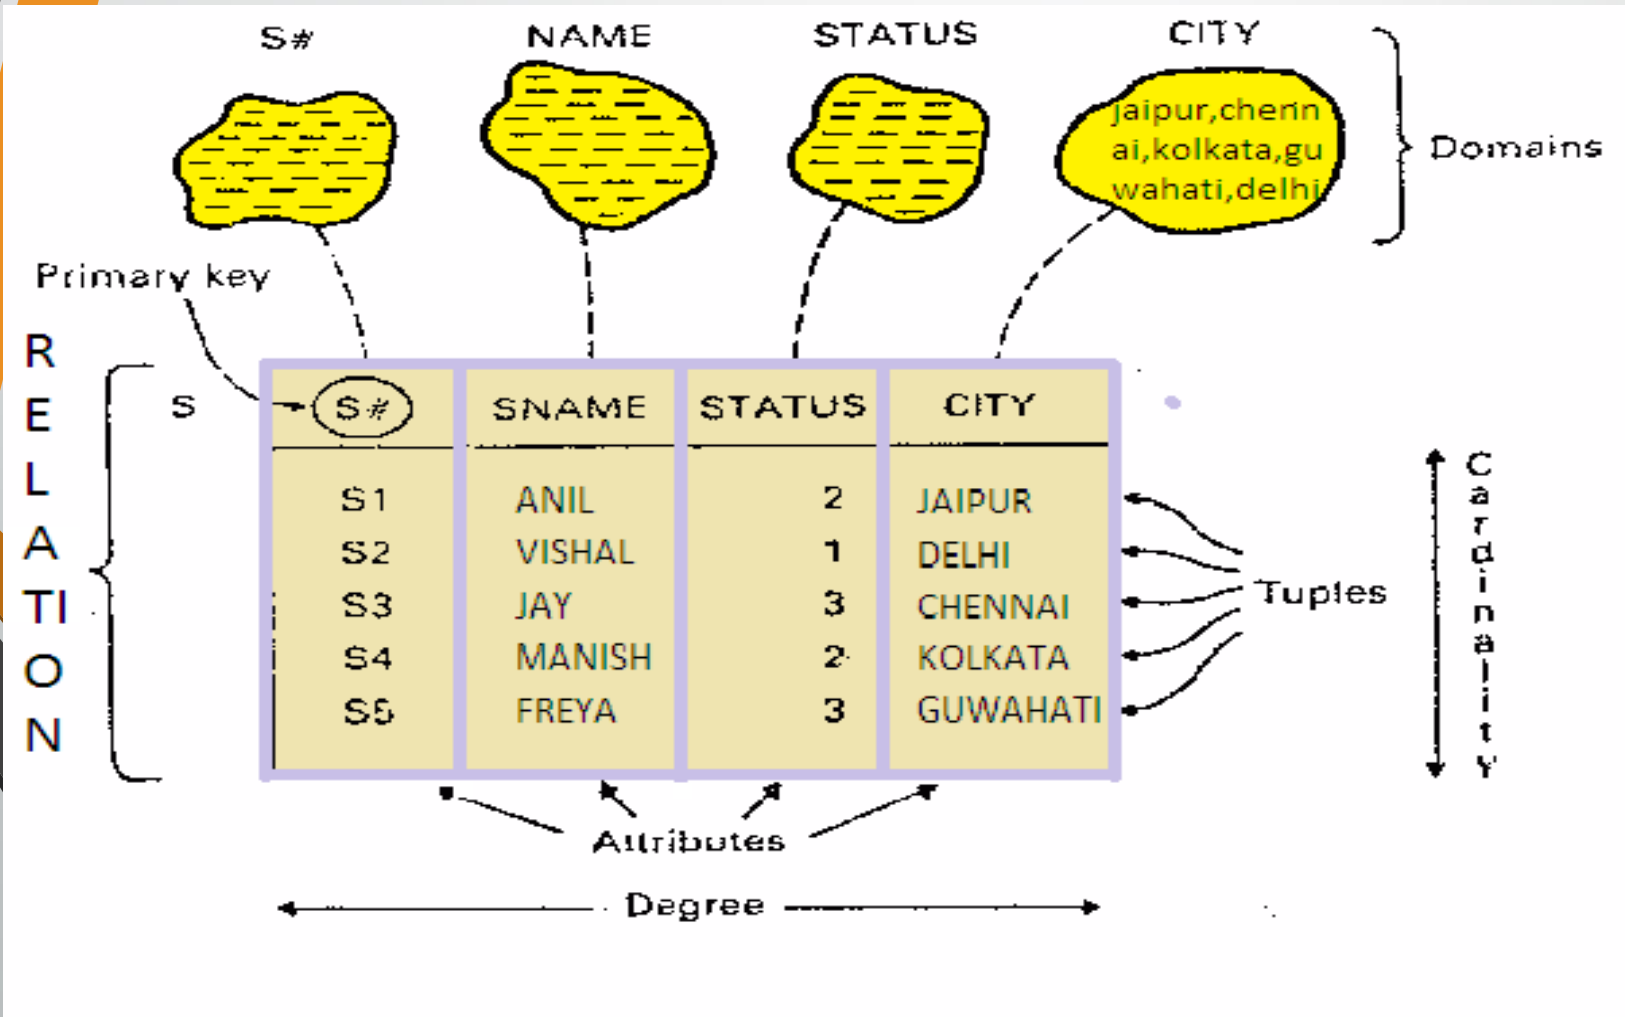 S# NAME STATUS CITY
jaipur,chenn
ai,kolkata,gu
wahati,delhi
Domains
Primary key
RELATION
S S# SNAME STATUS CITY
S1 ANIL 2 JAIPUR
S2 VISHAL 1 DELHI
S3 JAY 3 CHENNAI
S4 MANISH 2 KOLKATA
S5 FREYA 3 GUWAHATI
Tuples
Cardinality
Attributes
Degree